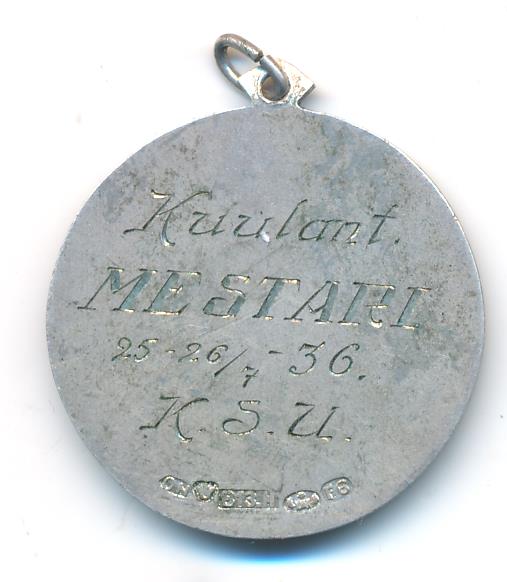 Kuulant.
MESTARI
25-26/7-36.
K.S.U.